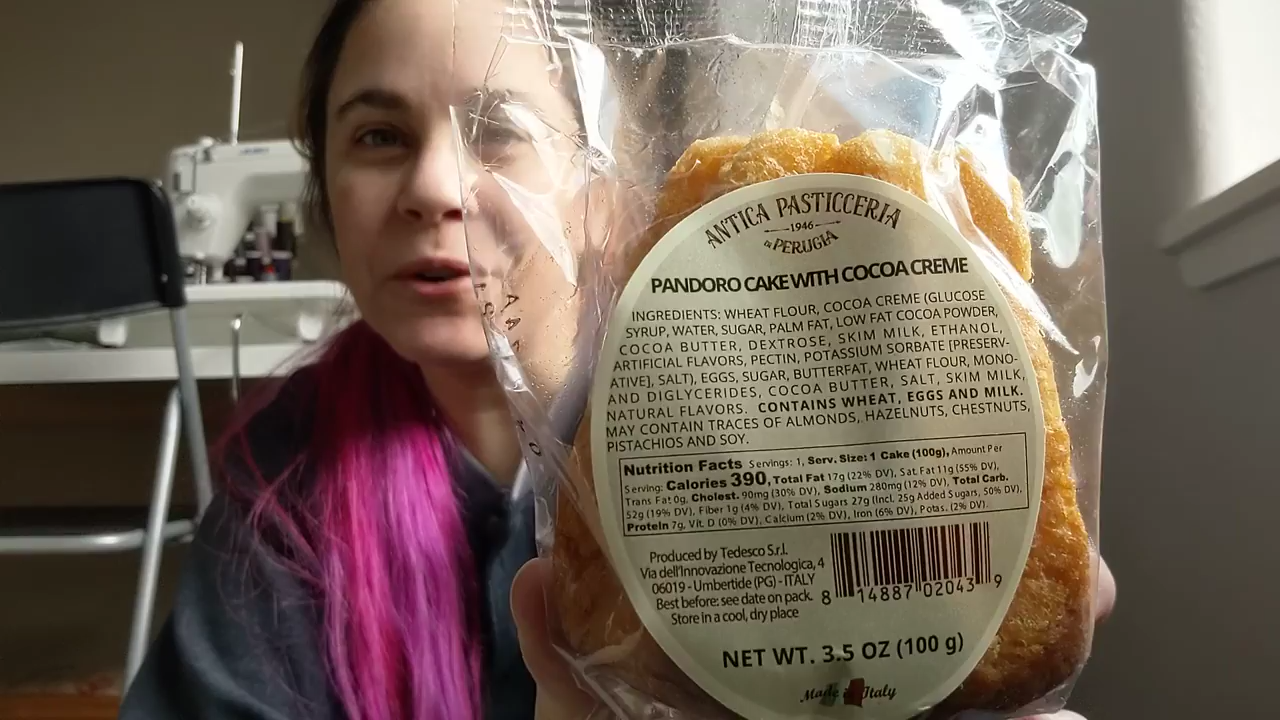 ANTICA PASTICCERIA
1946
DI PERUGIA
PANDORO CAKE WITH COCOA CREME
INGREDIENTS: WHEAT FLOUR, COCOA CREME (GLUCOSE
SYRUP, WATER, SUGAR, PALM FAT, LOW FAT COCOA POWDER,
COCOA BUTTER, DEXTROSE, SKIM MILK, ETHANOL,
ARTIFICIAL FLAVORS, PECTIN, POTASSIUM SORBATE [PRESERV-
ATIVE], SALT), EGGS, SUGAR, BUTTERFAT, WHEAT FLOUR, MONO-
AND DIGLYCERIDES, COCOA BUTTER, SALT, SKIM MILK,
NATURAL FLAVORS. CONTAINS WHEAT, EGGS AND MILK.
MAY CONTAIN TRACES OF ALMONDS, HAZELNUTS, CHESTNUTS,
PISTACHIOS AND SOY.
Nutrition Facts Servings: 1, Serv. Size: 1 Cake (100g), Amount Per
Serving: Calories 390, Total Fat 17g (22% DV), Sat. Fat 11g (55% DV),
Trans Fat 0g, Cholest. 90mg (30% DV), Sodium 280mg (12% DV), Total Carb.
52g (19% DV), Fiber 1g (4% DV), Total Sugars 27g (Incl. 25g Added Sugars, 50% DV),
Protein 7g, Vit. D (0% DV), Calcium (2% DV), Iron (6% DV), Potas. (2% DV).
Produced by Tedesco S.r.l.
Via dell'Innovazione Tecnologica, 4
06019 - Umbertide (PG) - ITALY
Best before: see date on pack.
Store in a cool, dry place
8 14887 02043 9
NET WT. 3.5 OZ (100 g)
Made in Italy